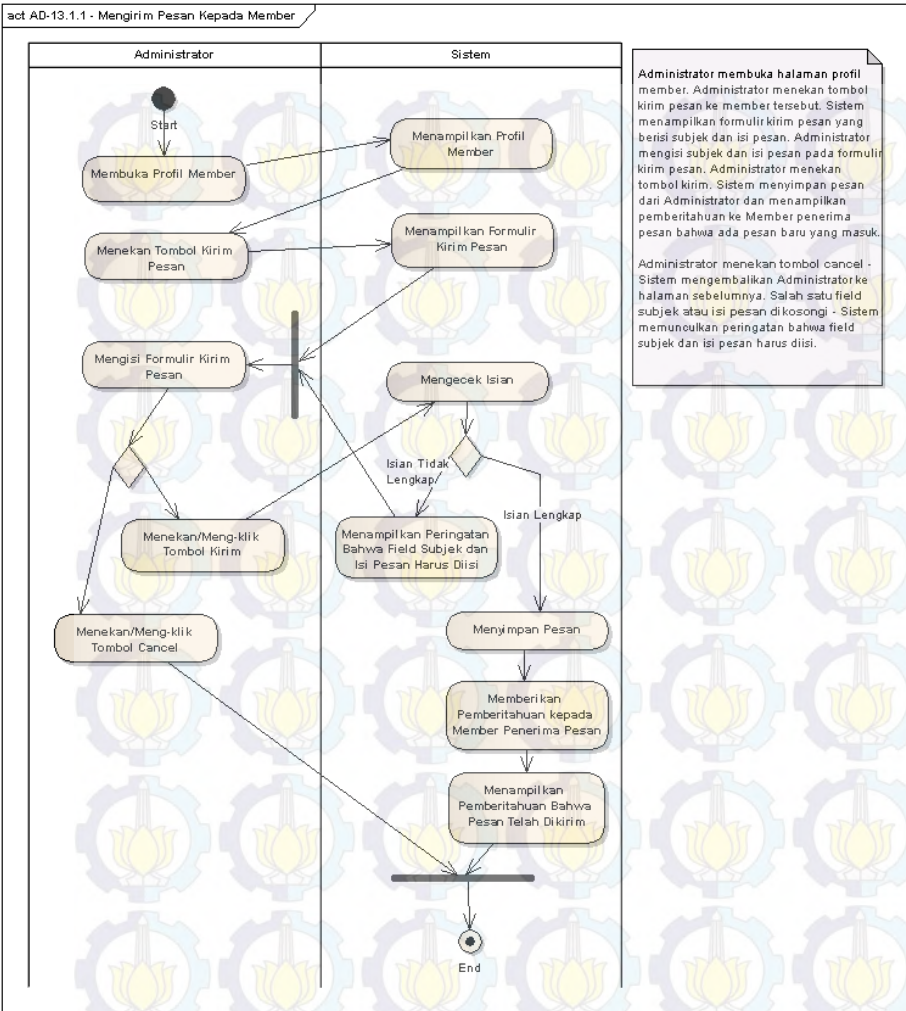 act AD-13.1.1 - Mengirim Pesan Kepada Member
Administrator
Sistem
Start
Membuka Profil Member
Menampilkan Profil
Member
Menekan Tombol Kirim
Pesan
Menampilkan Formulir
Kirim Pesan
Mengisi Formulir Kirim
Pesan
Mengecek Isian
Isian Tidak
Lengkap
Isian Lengkap
Menekan/Meng-klik
Tombol Kirim
Menampilkan Peringatan
Bahwa Field Subjek dan
Isi Pesan Harus Diisi
Menekan/Meng-klik
Tombol Cancel
Menyimpan Pesan
Memberikan
Pemberitahuan kepada
Member Penerima Pesan
Menampilkan
Pemberitahuan Bahwa
Pesan Telah Dikirim
End
Administrator membuka halaman profil
member. Administrator menekan tombol
kirim pesan ke member tersebut. Sistem
menampilkan formulir kirim pesan yang
berisi subjek dan isi pesan. Administrator
mengisi subjek dan isi pesan pada formulir
kirim pesan. Administrator menekan
tombol kirim. Sistem menyimpan pesan
dari Administrator dan menampilkan
pemberitahuan ke Member penerima
pesan bahwa ada pesan baru yang masuk.
Administrator menekan tombol cancel -
Sistem mengembalikan Administrator ke
halaman sebelumnya. Salah satu field
subjek atau isi pesan dikosongi - Sistem
memunculkan peringatan bahwa field
subjek dan isi pesan harus diisi.